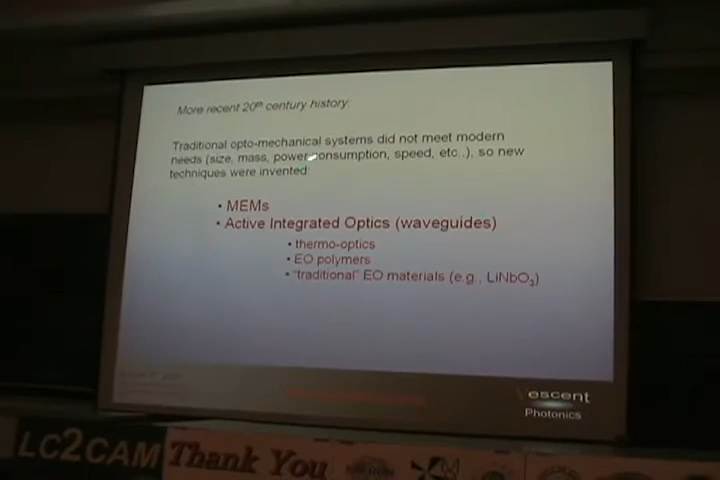 More recent 20th century history:
Traditional opto-mechanical systems did not meet modern
needs (size, mass, power consumption, speed, etc..), so new
techniques were invented
• MEMs
• Active Integrated Optics (waveguides)
• thermo-optics
• EO polymers
• "traditional" EO materials (e.g., LiNbO3)
Vescent
Photonics
LC2CAM
Thank You